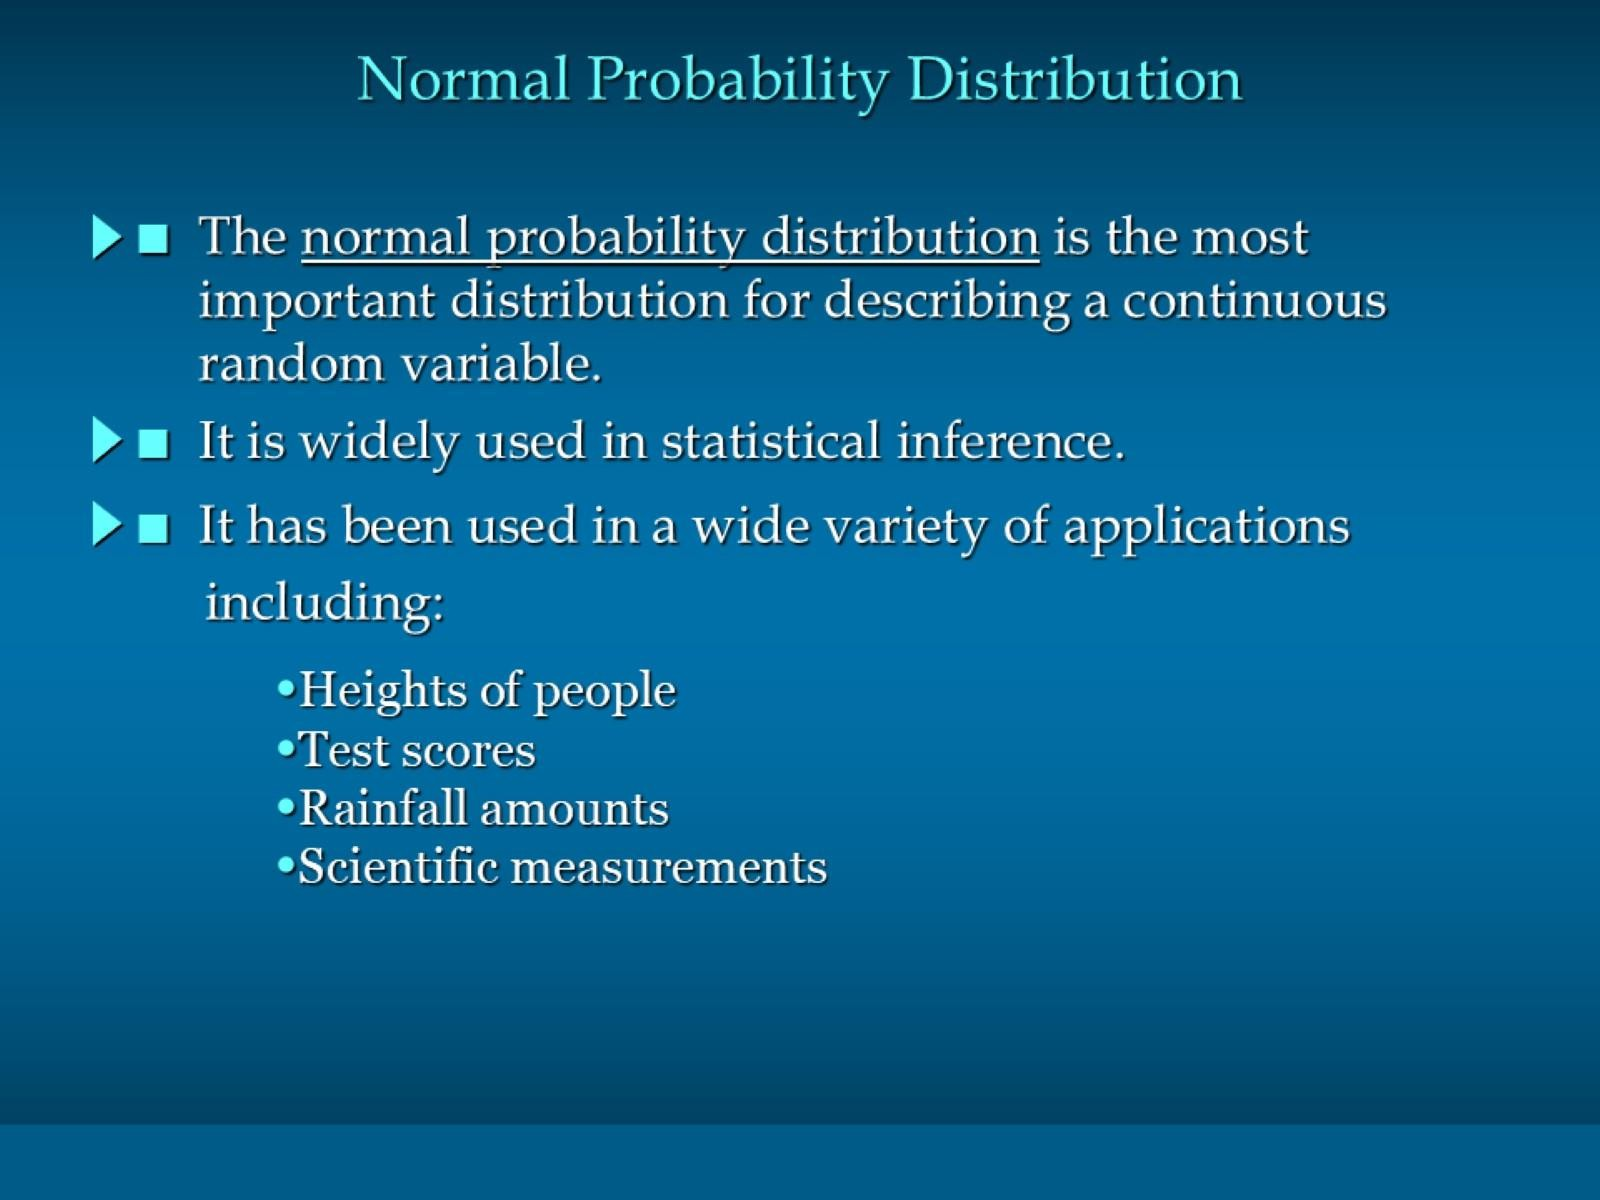 Normal Probability Distribution
The normal probability distribution is the most
important distribution for describing a continuous
random variable.
It is widely used in statistical inference.
It has been used in a wide variety of applications
including:
•Heights of people
•Test scores
•Rainfall amounts
•Scientific measurements